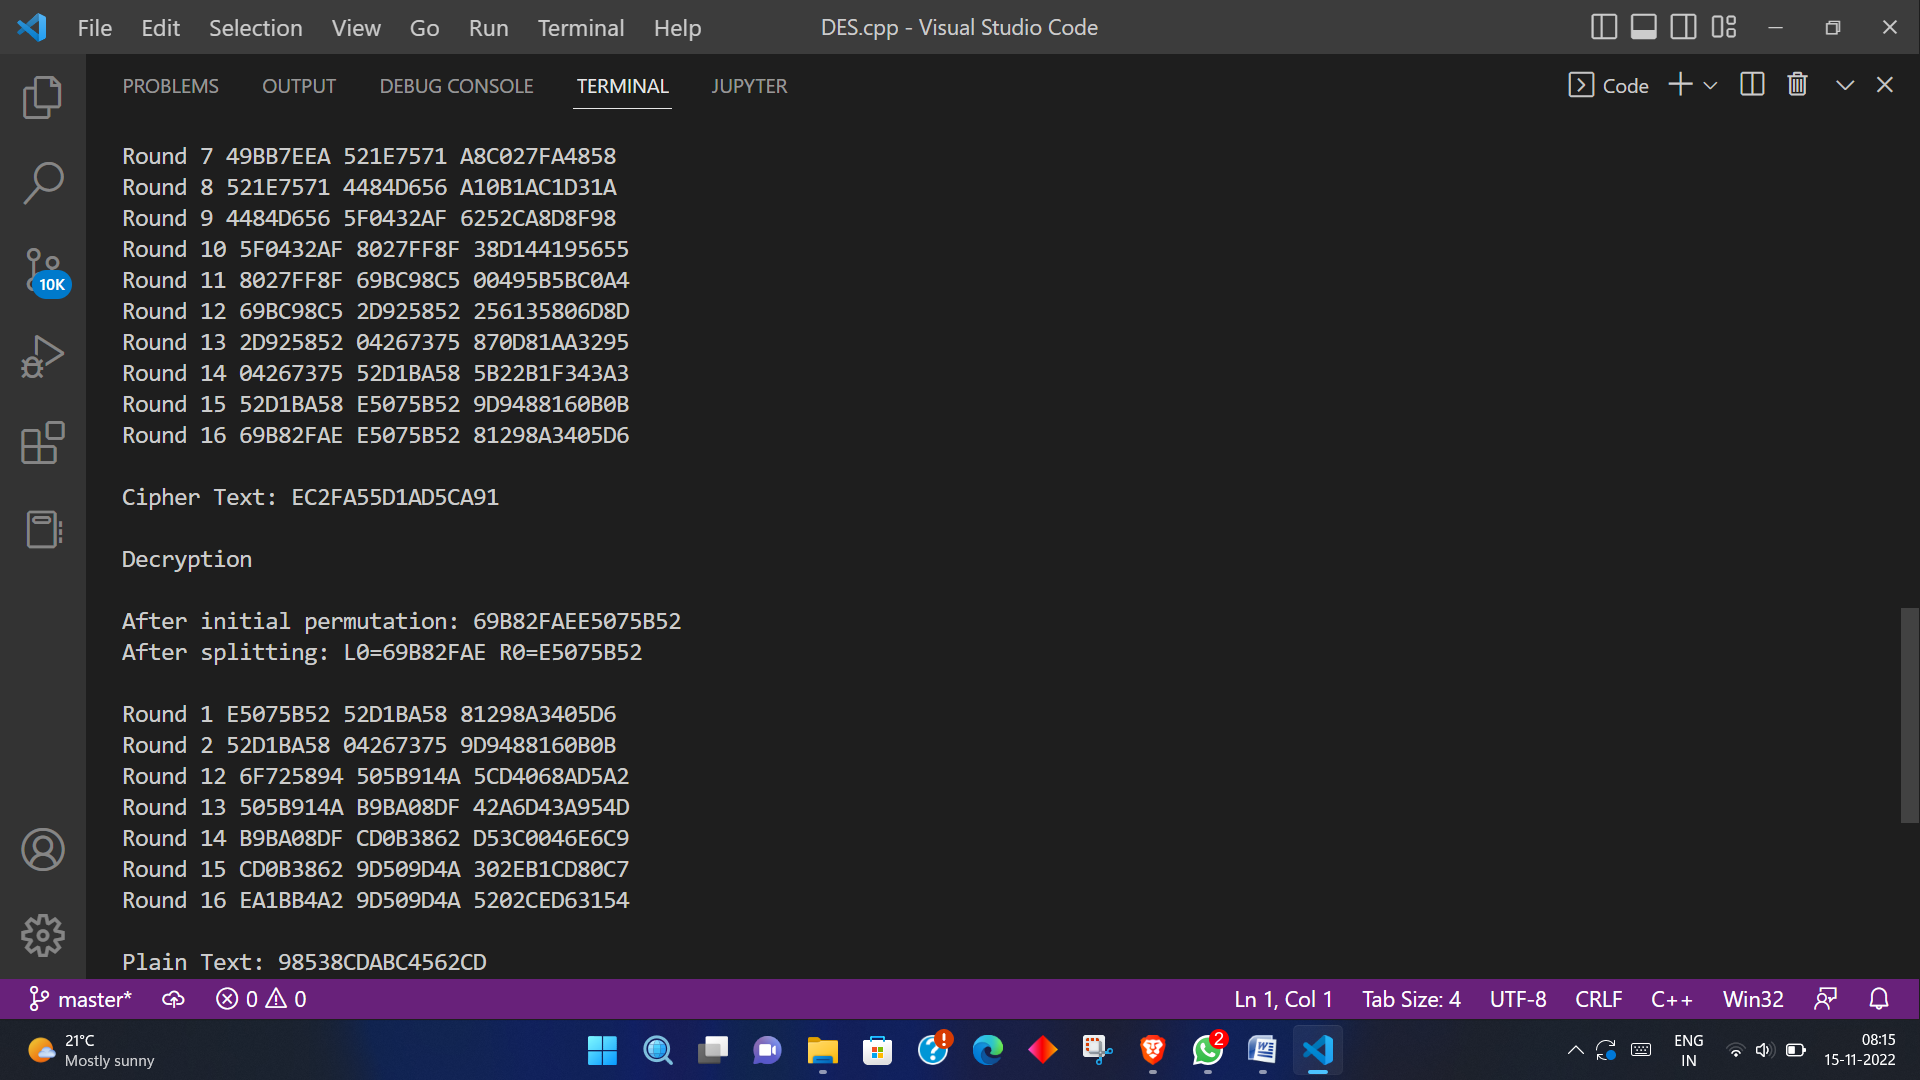 File Edit Selection View Go Run Terminal Help DES.cpp - Visual Studio Code
PROBLEMS OUTPUT DEBUG CONSOLE TERMINAL JUPYTER Code
Round 7 49BB7EEA 521E7571 A8C027FA4858
Round 8 521E7571 4484D656 A10B1AC1D31A
Round 9 4484D656 5F0432AF 6252CA8D8F98
Round 10 5F0432AF 8027FF8F 38D144195655
Round 11 8027FF8F 69BC98C5 00495B5BC0A4
10K
Round 12 69BC98C5 2D925852 256135806D8D
Round 13 2D925852 04267375 870D81AA3295
Round 14 04267375 52D1BA58 5B22B1F343A3
Round 15 52D1BA58 E5075B52 9D9488160B0B
Round 16 69B82FAE E5075B52 81298A3405D6
Cipher Text: EC2FA55D1AD5CA91
Decryption
After initial permutation: 69B82FAEE5075B52
After splitting: L0=69B82FAE R0=E5075B52
Round 1 E5075B52 52D1BA58 81298A3405D6
Round 2 52D1BA58 04267375 9D9488160B0B
Round 12 6F725894 505B914A 5CD4068AD5A2
Round 13 505B914A B9BA08DF 42A6D43A954D
Round 14 B9BA08DF CD0B3862 D53C0046E6C9
Round 15 CD0B3862 9D509D4A 302EB1CD80C7
Round 16 EA1BB4A2 9D509D4A 5202CED63154
Plain Text: 98538CDABC4562CD
master* 0 0 Ln 1, Col 1 Tab Size: 4 UTF-8 CRLF C++ Win32
21°C
Mostly sunny
2
ENG
IN
08:15
15-11-2022